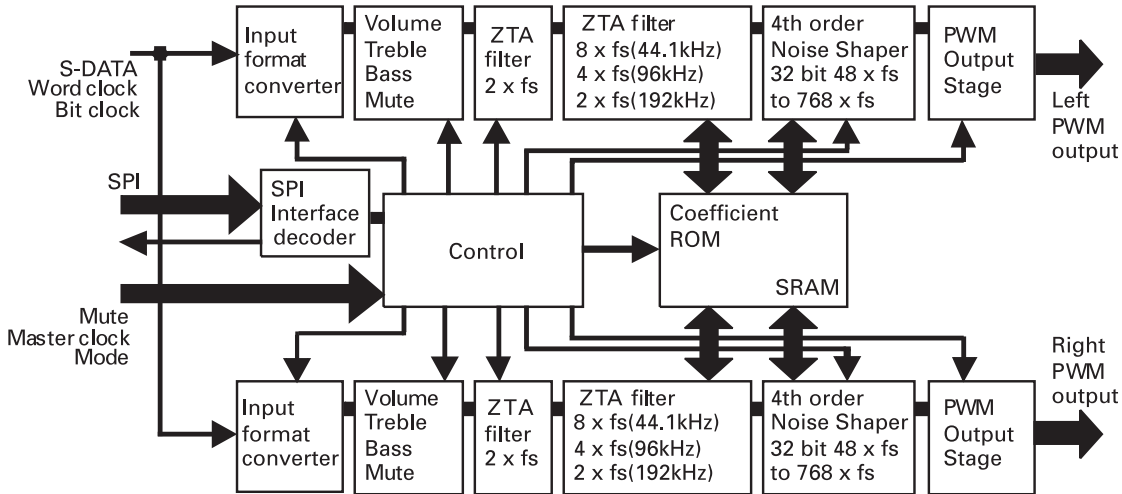 S-DATA
Word clock
Bit clock
Input
format
converter
Volume
Treble
Bass
Mute
ZTA
filter
2 x fs
ZTA filter
8 x fs(44.1kHz)
4 x fs(96kHz)
2 x fs(192kHz)
4th order
Noise Shaper
32 bit 48 x fs
to 768 x fs
PWM
Output
Stage
Left
PWM
output
SPI
SPI
Interface
decoder
Control
Coefficient
ROM
SRAM
Mute
Master clock
Mode
Input
format
converter
Volume
Treble
Bass
Mute
ZTA
filter
2 x fs
ZTA filter
8 x fs(44.1kHz)
4 x fs(96kHz)
2 x fs(192kHz)
4th order
Noise Shaper
32 bit 48 x fs
to 768 x fs
PWM
Output
Stage
Right
PWM
output